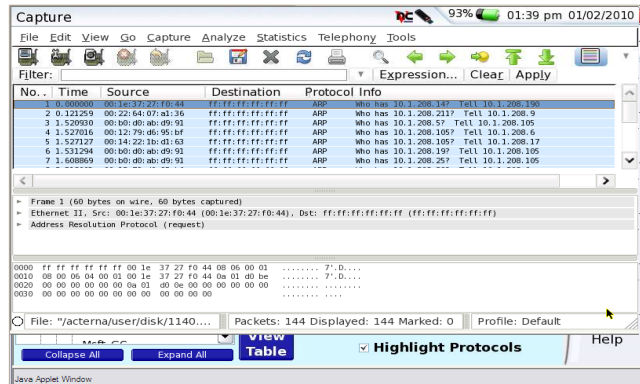 Capture 93% 01:39 pm 01/02/2010
File Edit View Go Capture Analyze Statistics Telephony Tools
Filter: Expression... Clear Apply
No.. Time Source Destination Protocol Info
1 0.000000 00:1e:37:27:f0:44 ff:ff:ff:ff:ff:ff ARP Who has 10.1.208.14? Tell 10.1.208.190
2 0.121259 00:22:64:07:a1:36 ff:ff:ff:ff:ff:ff ARP Who has 10.1.208.211? Tell 10.1.208.9
3 1.520930 00:b0:d0:ab:d9:91 ff:ff:ff:ff:ff:ff ARP Who has 10.1.208.5? Tell 10.1.208.105
4 1.527016 00:12:79:d6:95:bf ff:ff:ff:ff:ff:ff ARP Who has 10.1.208.105? Tell 10.1.208.6
5 1.527127 00:14:22:1b:d1:63 ff:ff:ff:ff:ff:ff ARP Who has 10.1.208.105? Tell 10.1.208.17
6 1.531294 00:b0:d0:ab:d9:91 ff:ff:ff:ff:ff:ff ARP Who has 10.1.208.19? Tell 10.1.208.105
7 1.608869 00:b0:d0:ab:d9:91 ff:ff:ff:ff:ff:ff ARP Who has 10.1.208.25? Tell 10.1.208.105
Frame 1 (60 bytes on wire, 60 bytes captured)
Ethernet II, Src: 00:1e:37:27:f0:44 (00:1e:37:27:f0:44), Dst: ff:ff:ff:ff:ff:ff (ff:ff:ff:ff:ff:ff)
Address Resolution Protocol (request)
0000 ff ff ff ff ff ff 00 1e 37 27 f0 44 08 06 00 01 ........ 7'.D....
0010 08 00 06 04 00 01 00 1e 37 27 f0 44 0a 01 d0 be ........ 7'.D....
0020 00 00 00 00 00 00 0a 01 d0 0e 00 00 00 00 00 00 ........ ........
0030 00 00 00 00 00 00 00 00 00 00 00 00 ........ ....
File: "/acterna/user/disk/1140.... Packets: 144 Displayed: 144 Marked: 0 Profile: Default
Collapse All Expand All View Table Highlight Protocols Help
Java Applet Window